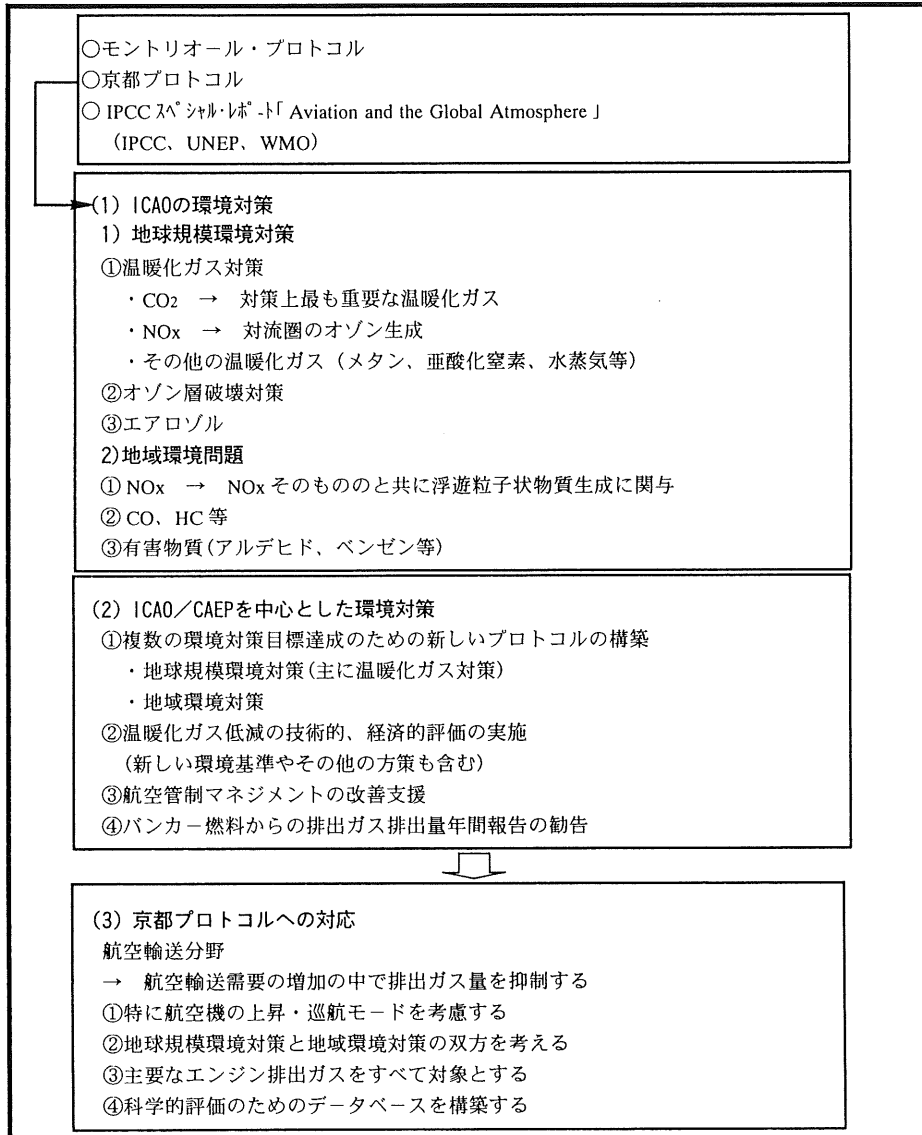 ○モントリオール・プロトコル
○京都プロトコル
○ IPCC ｽﾍﾟｼｬﾙ･ﾚﾎﾟ-ﾄ「 Aviation and the Global Atmosphere 」
（IPCC、UNEP、WMO）
(1) ICAOの環境対策
1) 地球規模環境対策
①温暖化ガス対策
・CO2 → 対策上最も重要な温暖化ガス
・NOx → 対流圏のオゾン生成
・その他の温暖化ガス（メタン、亜酸化窒素、水蒸気等）
②オゾン層破壊対策
③エアロゾル
2)地域環境問題
① NOx → NOx そのもののと共に浮遊粒子状物質生成に関与
② CO、HC 等
③有害物質(アルデヒド、ベンゼン等)
(2) ICAO／CAEPを中心とした環境対策
①複数の環境対策目標達成のための新しいプロトコルの構築
・地球規模環境対策(主に温暖化ガス対策)
・地域環境対策
②温暖化ガス低減の技術的、経済的評価の実施
（新しい環境基準やその他の方策も含む）
③航空管制マネジメントの改善支援
④バンカー燃料からの排出ガス排出量年間報告の勧告
(3) 京都プロトコルへの対応
航空輸送分野
→ 航空輸送需要の増加の中で排出ガス量を抑制する
①特に航空機の上昇・巡航モードを考慮する
②地球規模環境対策と地域環境対策の双方を考える
③主要なエンジン排出ガスをすべて対象とする
④科学的評価のためのデータベースを構築する